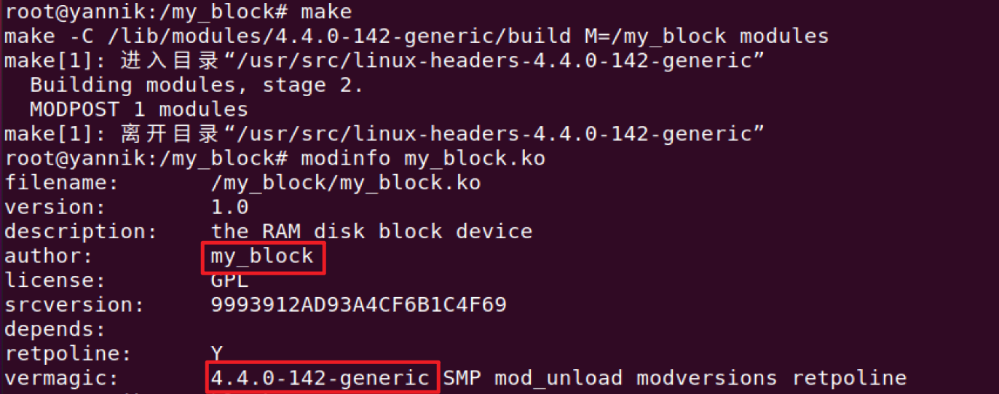 root@yannik:/my_block# make
make -C /lib/modules/4.4.0-142-generic/build M=/my_block modules
make[1]: 进入目录“/usr/src/linux-headers-4.4.0-142-generic”
  Building modules, stage 2.
  MODPOST 1 modules
make[1]: 离开目录“/usr/src/linux-headers-4.4.0-142-generic”
root@yannik:/my_block# modinfo my_block.ko
filename:       /my_block/my_block.ko
version:        1.0
description:    the RAM disk block device
author:         my_block
license:        GPL
srcversion:     9993912AD93A4CF6B1C4F69
depends:
retpoline:      Y
vermagic:       4.4.0-142-generic SMP mod_unload modversions retpoline